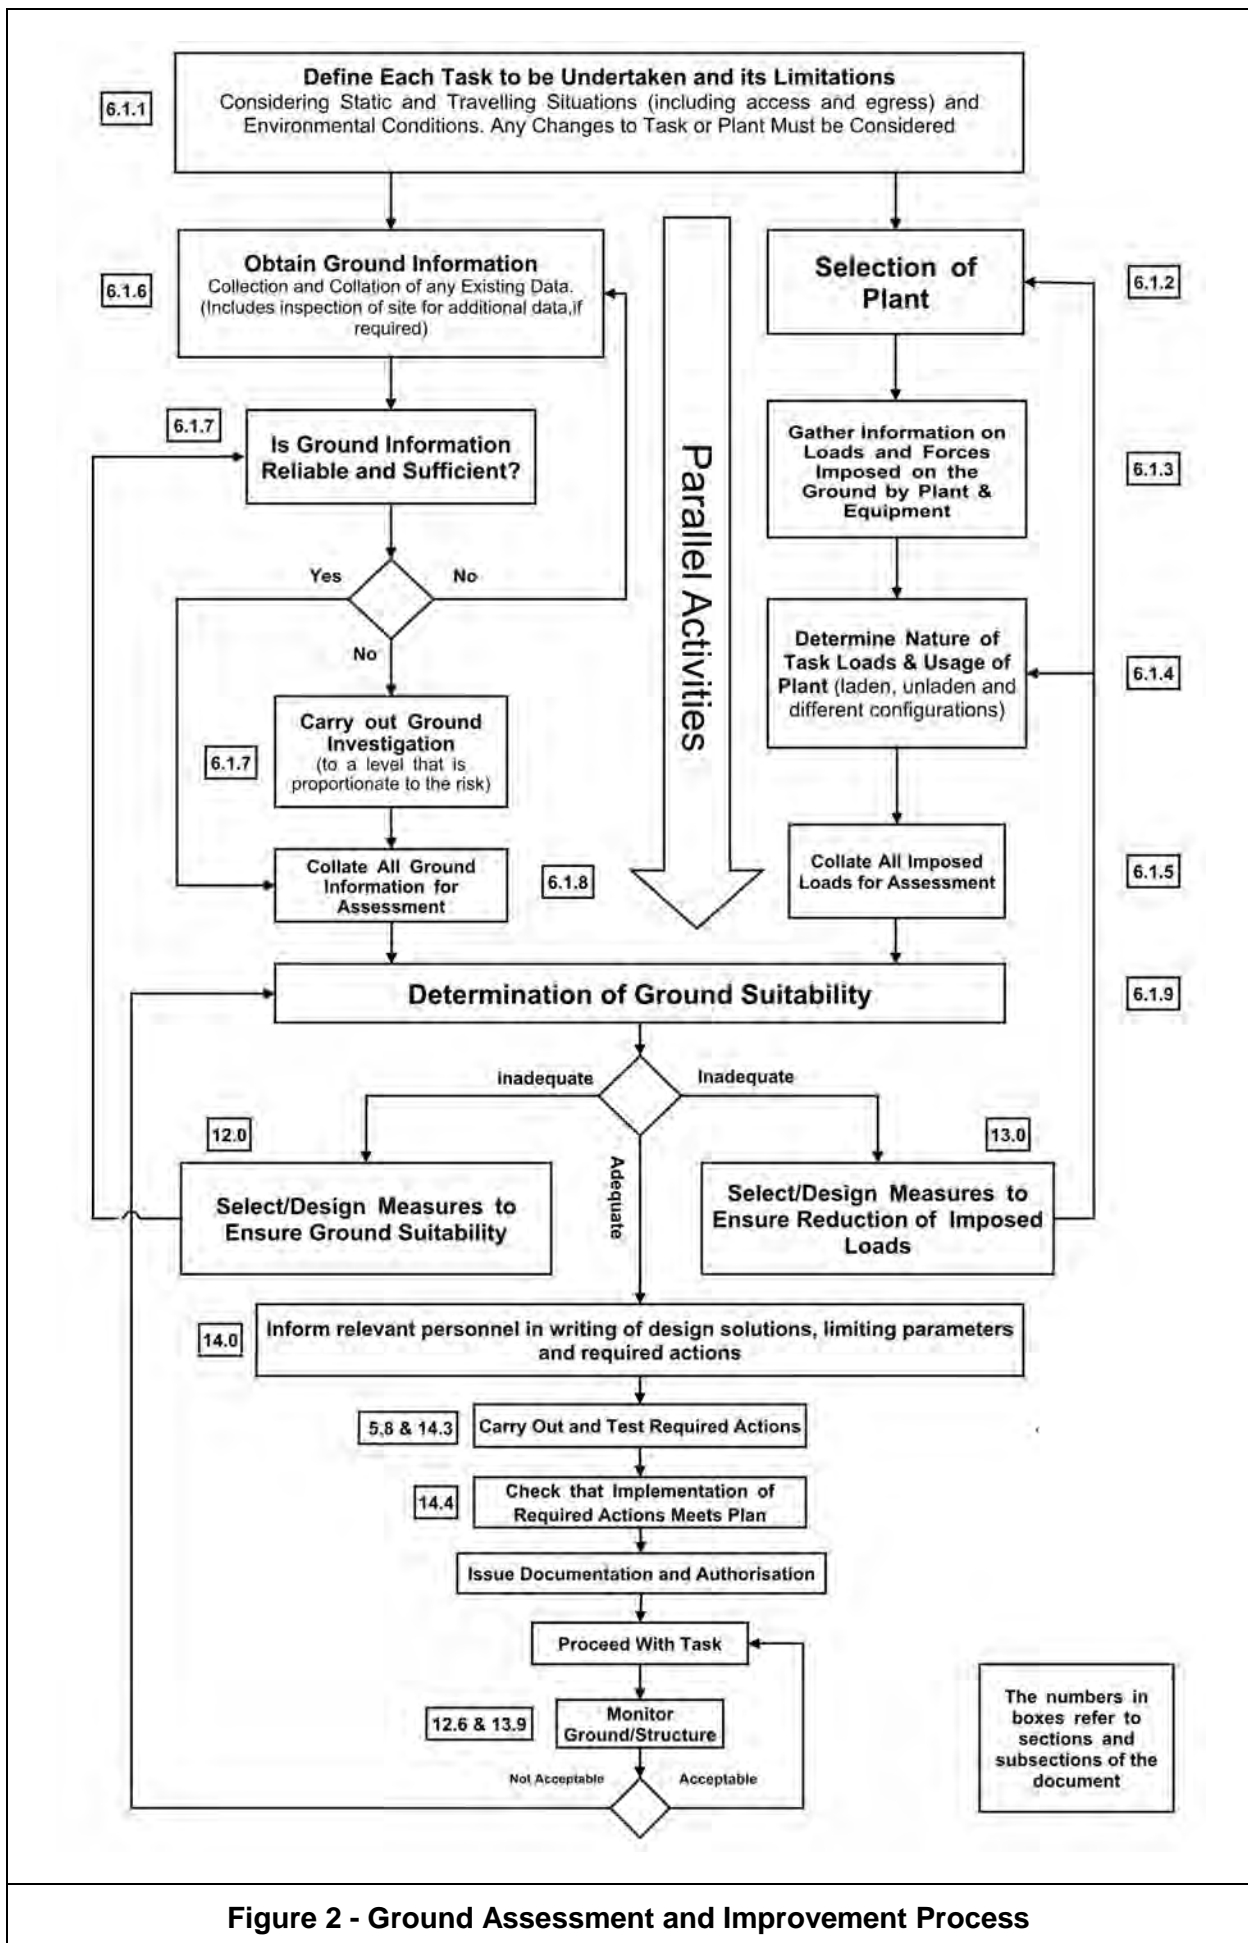 Define Each Task to be Undertaken and its Limitations
Considering Static and Travelling Situations (including access and egress) and
Environmental Conditions. Any Changes to Task or Plant Must be Considered
6.1.1
Obtain Ground Information
Collection and Collation of any Existing Data.
(Includes inspection of site for additional data,if
required)
6.1.6
Selection of
Plant
6.1.2
6.1.7
Is Ground Information
Reliable and Sufficient?
Gather Information on
Loads and Forces
Imposed on the
Ground by Plant &
Equipment
6.1.3
Parallel Activities
Yes
No
No
Determine Nature of
Task Loads & Usage of
Plant (laden, unladen and
different configurations)
6.1.4
Carry out Ground
Investigation
(to a level that is
proportionate to the risk)
6.1.7
Collate All Ground
Information for
Assessment
6.1.8
Collate All Imposed
Loads for Assessment
6.1.5
Determination of Ground Suitability
6.1.9
Inadequate
Inadequate
Adequate
12.0
13.0
Select/Design Measures to
Ensure Ground Suitability
Select/Design Measures to
Ensure Reduction of Imposed
Loads
14.0
Inform relevant personnel in writing of design solutions, limiting parameters
and required actions
5,8 & 14.3
Carry Out and Test Required Actions
14.4
Check that Implementation of
Required Actions Meets Plan
Issue Documentation and Authorisation
Proceed With Task
12.6 & 13.9
Monitor
Ground/Structure
Not Acceptable
Acceptable
The numbers in
boxes refer to
sections and
subsections of the
document
Figure 2 - Ground Assessment and Improvement Process